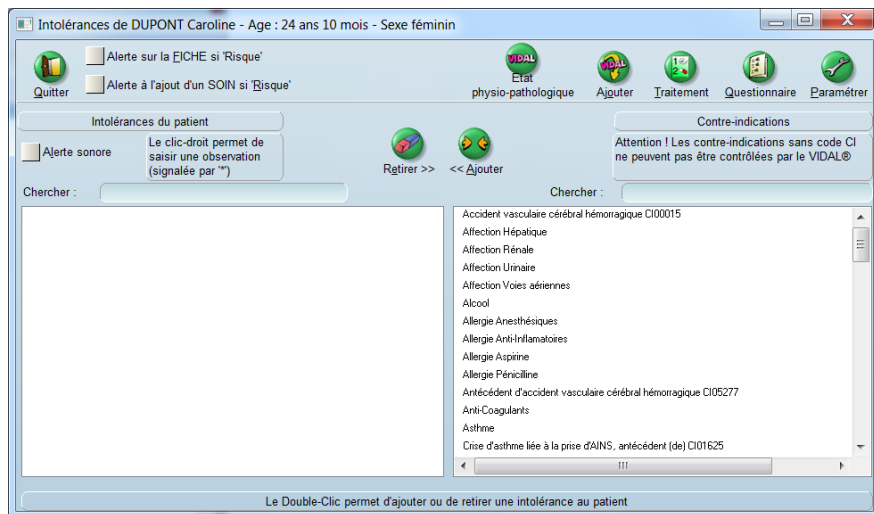 Intolérances de DUPONT Caroline - Age : 24 ans 10 mois - Sexe féminin
Alerte sur la FICHE si 'Risque'
Alerte à l'ajout d'un SOIN si 'Risque'
Quitter
VIDAL
Etat
physio-pathologique
VIDAL
Ajouter
Traitement
Questionnaire
Paramétrer
Intolérances du patient
Contre-indications
Alerte sonore
Le clic-droit permet de
saisir une observation
(signalée par '*')
Retirer >>
<< Ajouter
Attention ! Les contre-indications sans code CI
ne peuvent pas être contrôlées par le VIDAL®
Chercher :
Chercher :
Accident vasculaire cérébral hémorragique CI00015
Affection Hépatique
Affection Rénale
Affection Urinaire
Affection Voies aériennes
Alcool
Allergie Anesthésiques
Allergie Anti-Inflamatoires
Allergie Aspirine
Allergie Pénicilline
Antécédent d'accident vasculaire cérébral hémorragique CI05277
Anti-Coagulants
Asthme
Crise d'asthme liée à la prise d'AINS, antécédent (de) CI01625
Le Double-Clic permet d'ajouter ou de retirer une intolérance au patient